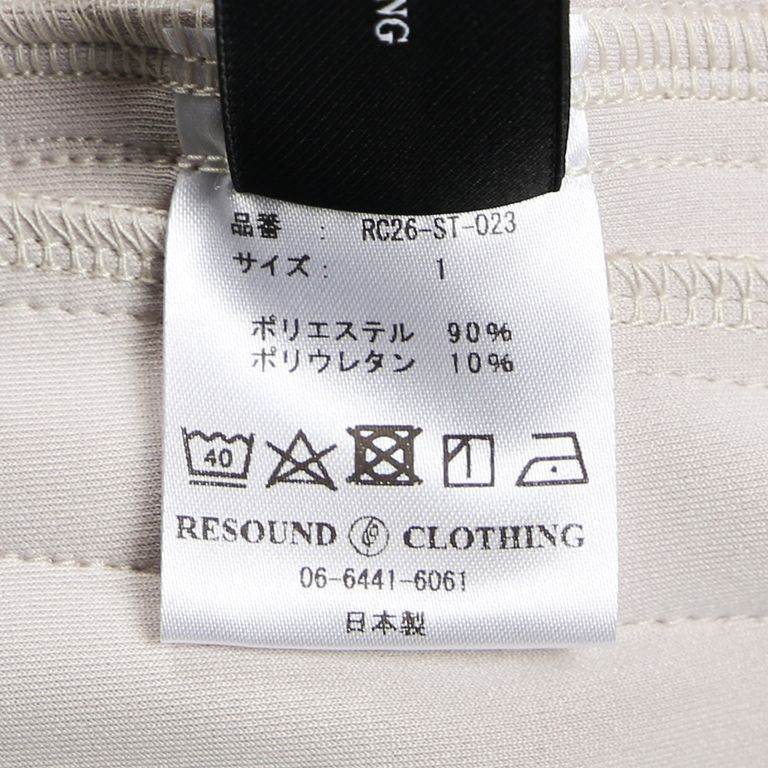 NG
品番 : RC26-ST-023
サイズ: 1
ポリエステル 90%
ポリウレタン 10%
40
RESOUND CLOTHING
06-6441-6061
日本製